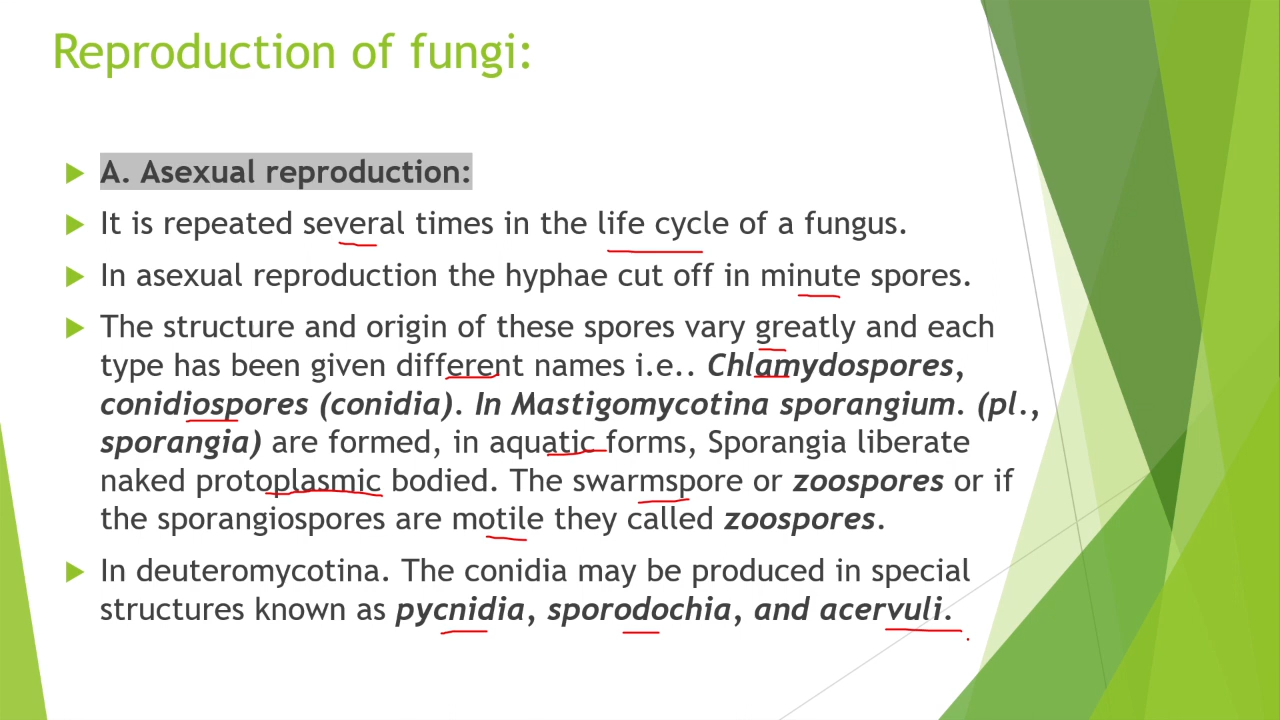 Reproduction of fungi:
A. Asexual reproduction:
It is repeated several times in the life cycle of a fungus.
In asexual reproduction the hyphae cut off in minute spores.
The structure and origin of these spores vary greatly and each
type has been given different names i.e.. Chlamydospores,
conidiospores (conidia). In Mastigomycotina sporangium. (pl.,
sporangia) are formed, in aquatic forms, Sporangia liberate
naked protoplasmic bodied. The swarmspore or zoospores or if
the sporangiospores are motile they called zoospores.
In deuteromycotina. The conidia may be produced in special
structures known as pycnidia, sporodochia, and acervuli.